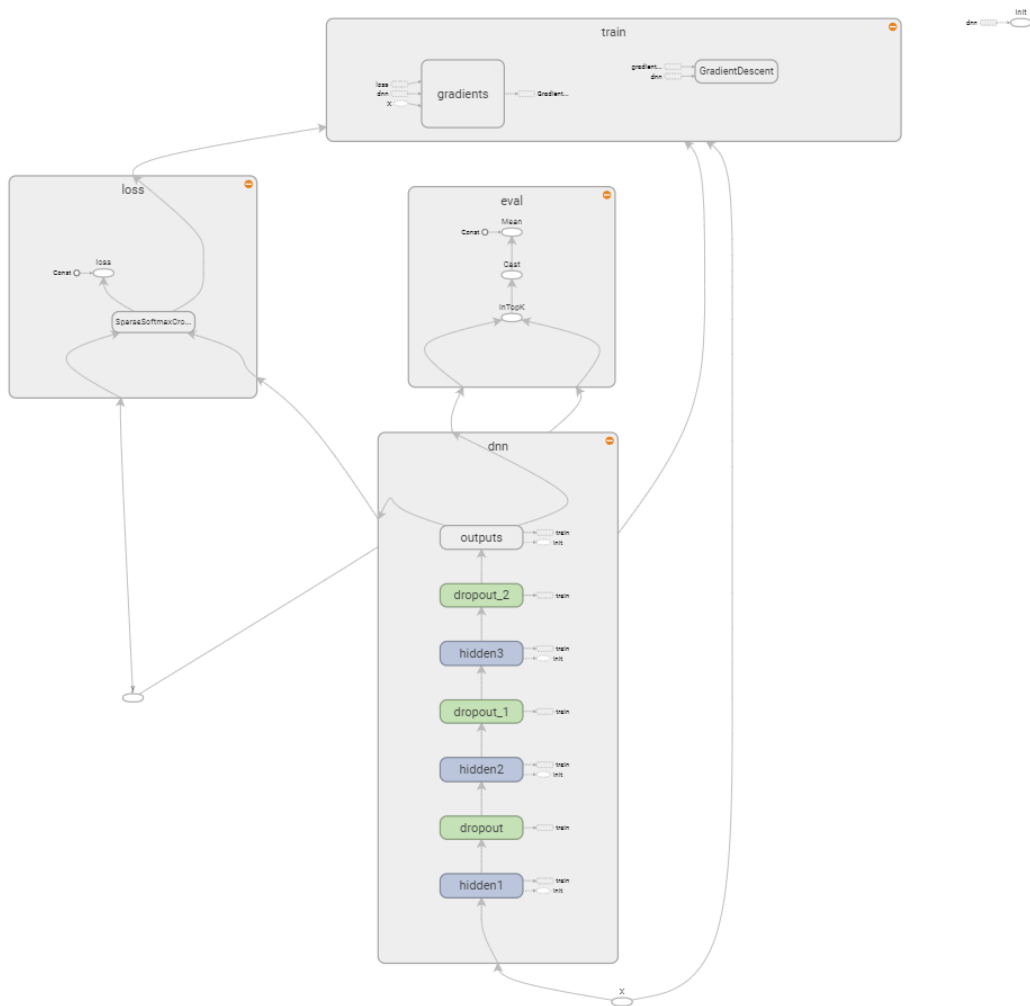 Init
dnn
train
gradients
loss
dnn
X
Gradient...
GradientDescent
gradient...
dnn
loss
loss
Const
SparseSoftmaxCro...
eval
Mean
Const
Cast
InTopK
dnn
outputs
train
init
dropout_2
train
hidden3
train
init
dropout_1
train
hidden2
train
init
dropout
train
hidden1
train
init
y
X